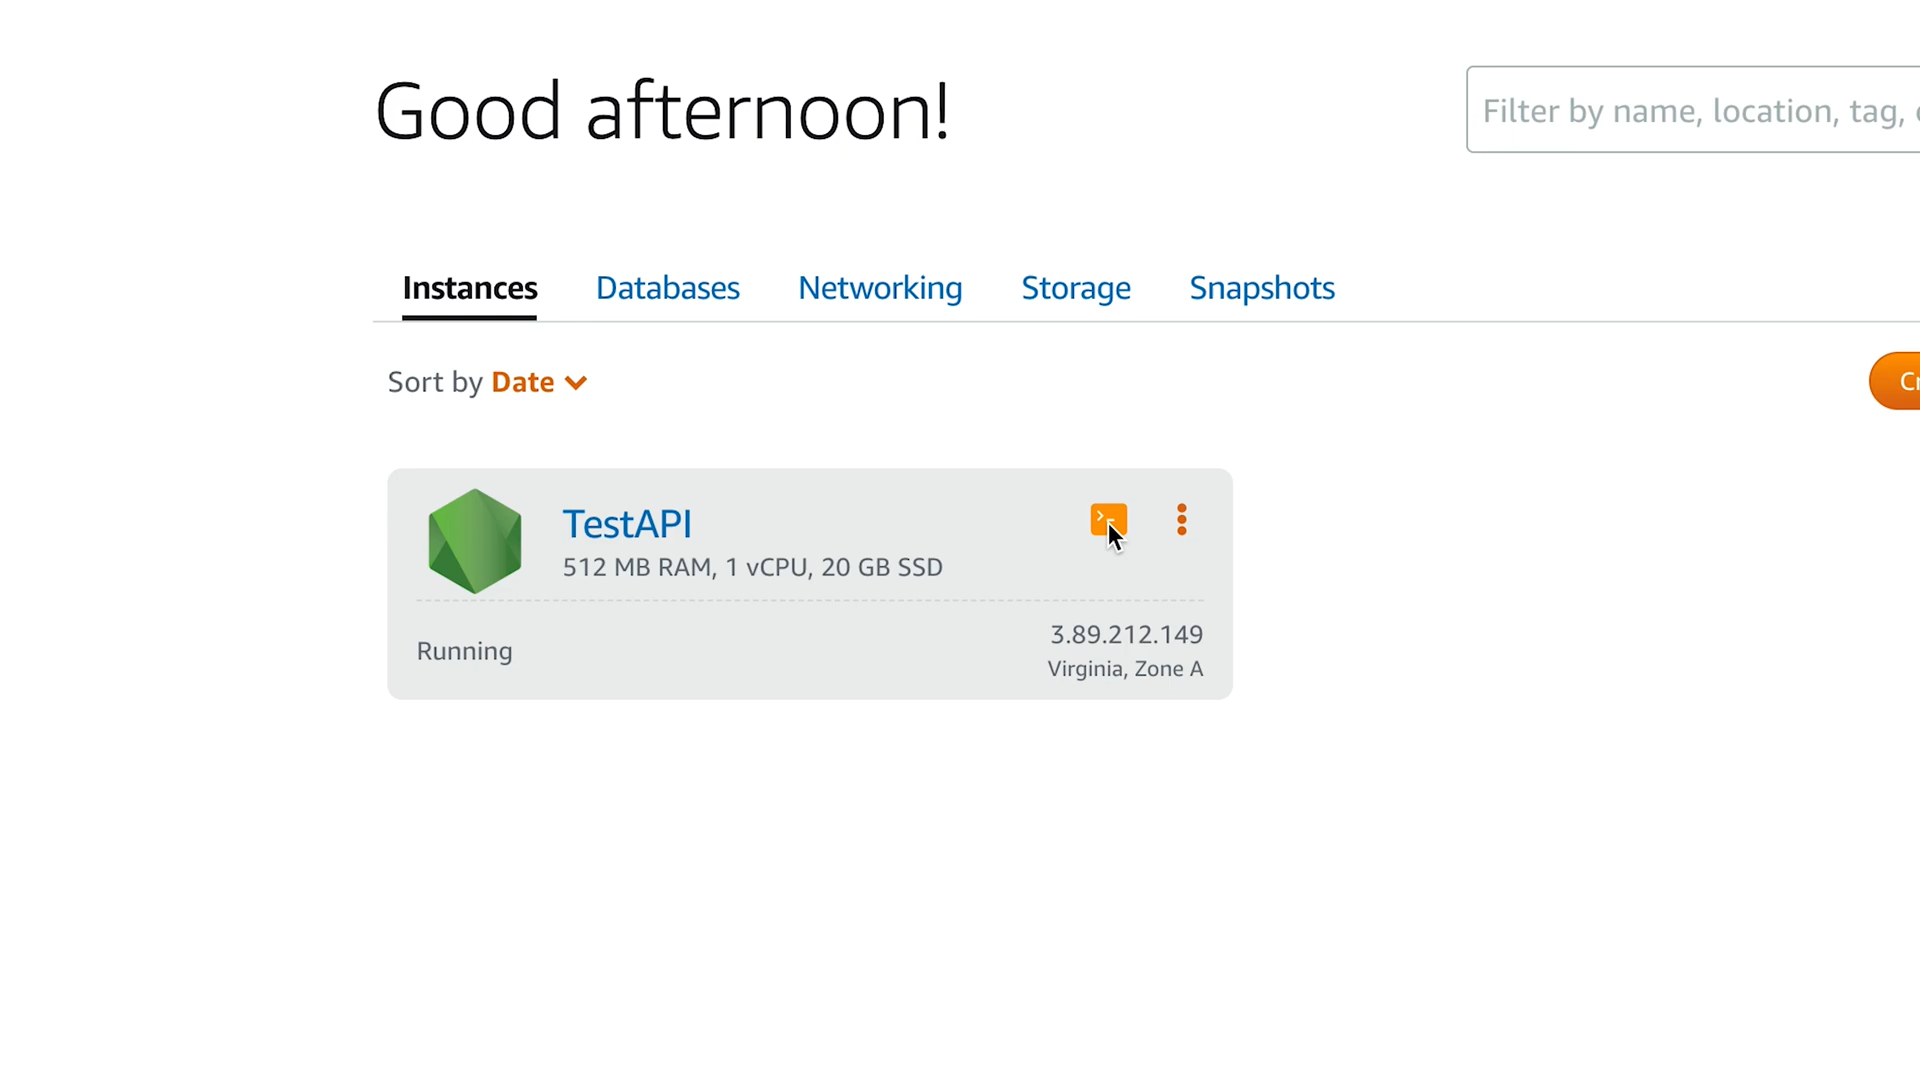 Good afternoon!
Filter by name, location, tag,
Instances Databases Networking Storage Snapshots
Sort by Date
Cr
TestAPI
512 MB RAM, 1 vCPU, 20 GB SSD
Running
3.89.212.149
Virginia, Zone A